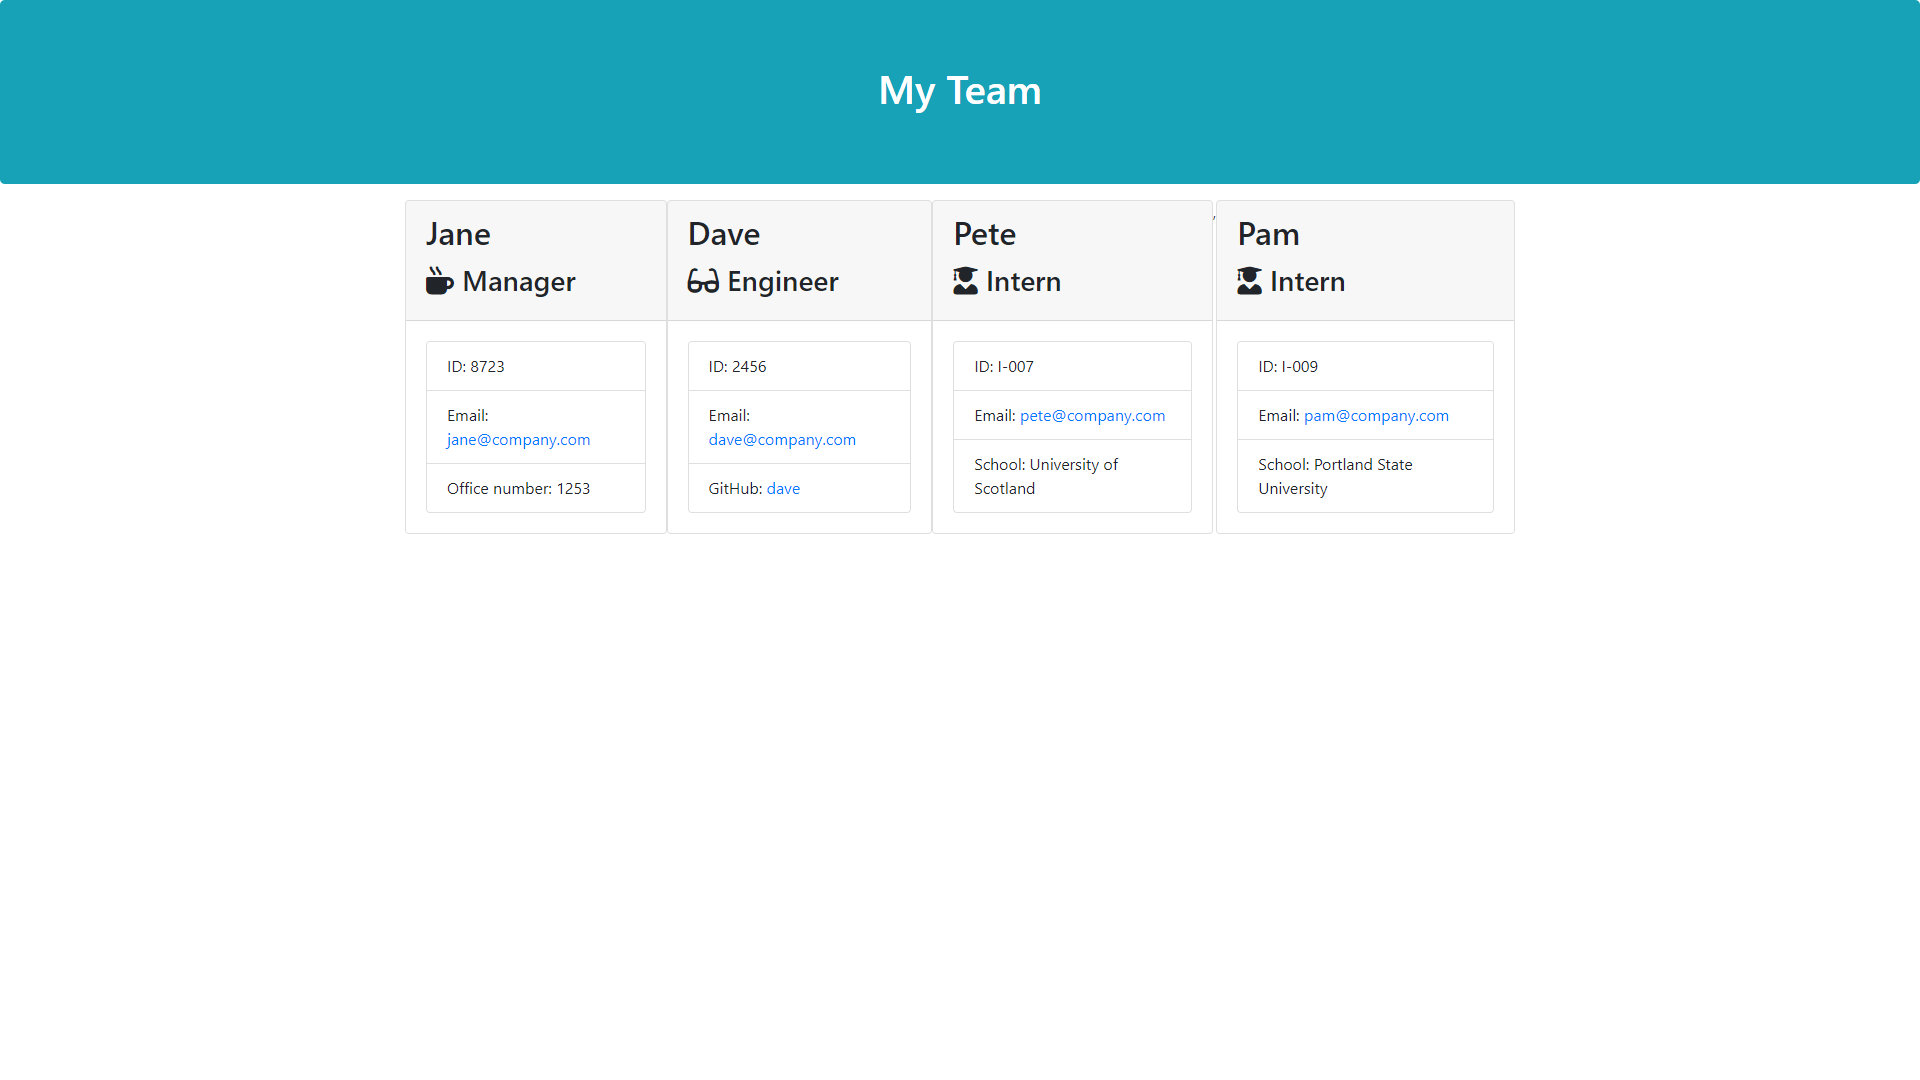 My Team
Jane
Manager
ID: 8723
Email:
jane@company.com
Office number: 1253
Dave
Engineer
ID: 2456
Email:
dave@company.com
GitHub: dave
Pete
Intern
ID: I-007
Email: pete@company.com
School: University of
Scotland
,
Pam
Intern
ID: I-009
Email: pam@company.com
School: Portland State
University